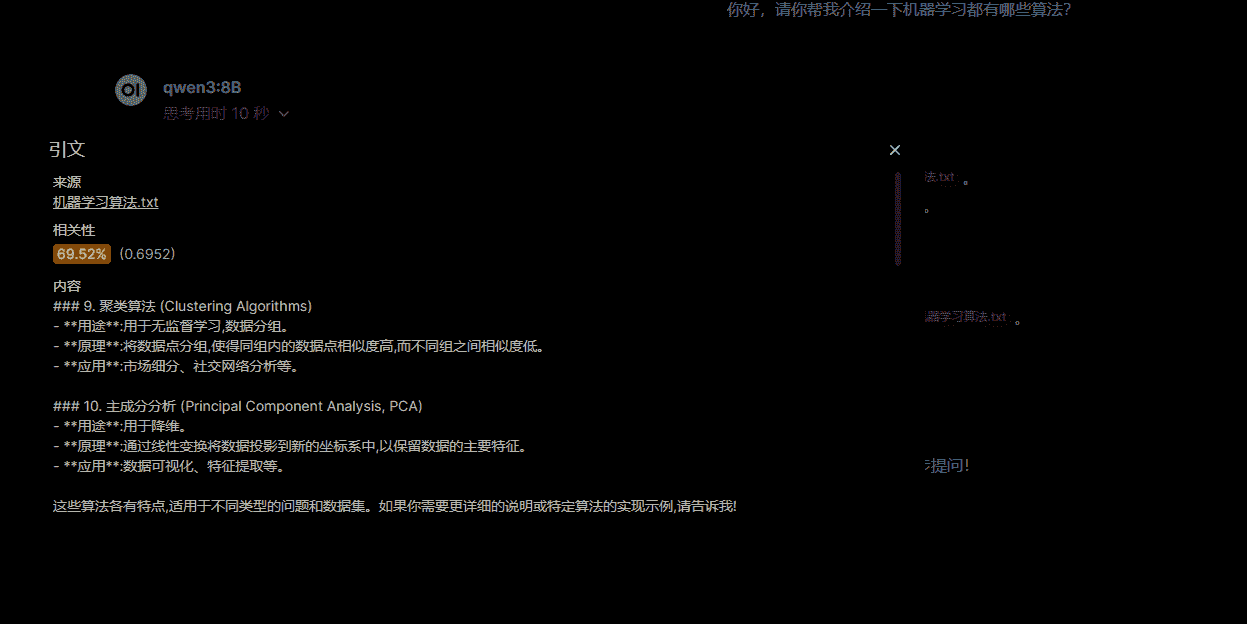 你好，请你帮我介绍一下机器学习都有哪些算法?
qwen3:8B
思考用时 10 秒
引文
来源
机器学习算法.txt
法.txt 。
。
相关性
69.52% (0.6952)
内容
### 9. 聚类算法 (Clustering Algorithms)
- **用途**:用于无监督学习,数据分组。
器学习算法.txt 。
- **原理**:将数据点分组,使得同组内的数据点相似度高,而不同组之间相似度低。
- **应用**:市场细分、社交网络分析等。
### 10. 主成分分析 (Principal Component Analysis, PCA)
- **用途**:用于降维。
- **原理**:通过线性变换将数据投影到新的坐标系中,以保留数据的主要特征。
- **应用**:数据可视化、特征提取等。
提问!
这些算法各有特点,适用于不同类型的问题和数据集。如果你需要更详细的说明或特定算法的实现示例,请告诉我!